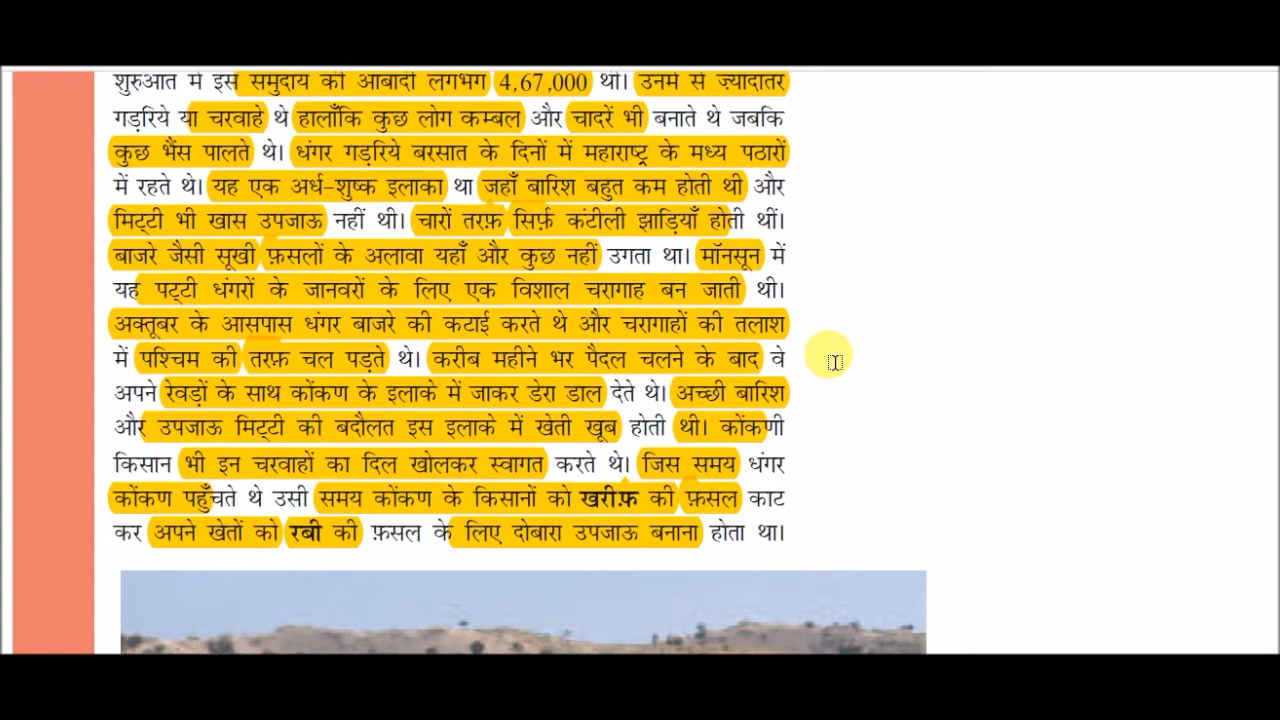 शुरुआत में इस समुदाय की आबादी लगभग 4,67,000 थी। उनमें से ज़्यादातर
गड़रिये या चरवाहे थे हालाँकि कुछ लोग कम्बल और चादरें भी बनाते थे जबकि
कुछ भैंस पालते थे। धंगर गड़रिये बरसात के दिनों में महाराष्ट्र के मध्य पठारों
में रहते थे। यह एक अर्ध-शुष्क इलाका था जहाँ बारिश बहुत कम होती थी और
मिट्टी भी खास उपजाऊ नहीं थी। चारों तरफ़ सिर्फ़ कंटीली झाड़ियाँ होती थीं।
बाजरे जैसी सूखी फ़सलों के अलावा यहाँ और कुछ नहीं उगता था। मॉनसून में
यह पट्टी धंगरों के जानवरों के लिए एक विशाल चरागाह बन जाती थी।
अक्तूबर के आसपास धंगर बाजरे की कटाई करते थे और चरागाहों की तलाश
में पश्चिम की तरफ़ चल पड़ते थे। करीब महीने भर पैदल चलने के बाद वे
अपने रेवड़ों के साथ कोंकण के इलाके में जाकर डेरा डाल देते थे। अच्छी बारिश
और उपजाऊ मिट्टी की बदौलत इस इलाके में खेती खूब होती थी। कोंकणी
किसान भी इन चरवाहों का दिल खोलकर स्वागत करते थे। जिस समय धंगर
कोंकण पहुँचते थे उसी समय कोंकण के किसानों को खरीफ़ की फ़सल काट
कर अपने खेतों को रबी की फ़सल के लिए दोबारा उपजाऊ बनाना होता था।